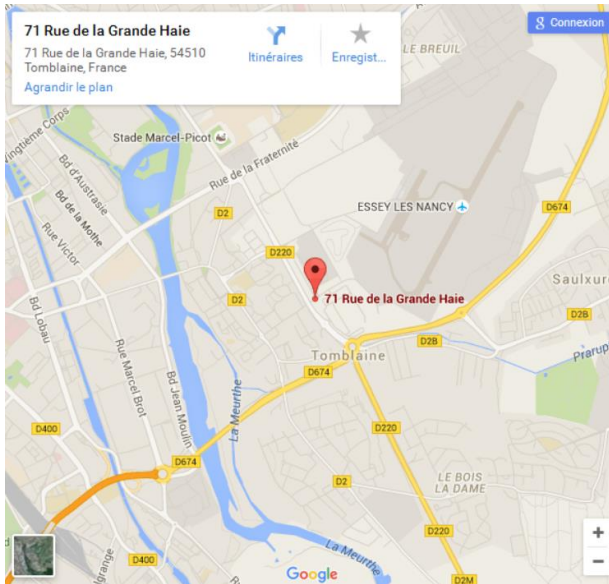 71 Rue de la Grande Haie
71 Rue de la Grande Haie, 54510
Tomblaine, France
Agrandir le plan
Itinéraires
Enregist...
g Connexion
LE BREUIL
Vingtième Corps
Stade Marcel-Picot
Rue de la Fraternité
Bd d'Austrasie
Bd de la Mothe
Rue Victor
Bd Lobau
D2
ESSEY LES NANCY
D674
D220
71 Rue de la Grande Haie
Saulxur
D2
D2B
D2B
Tomblaine
Prarup
D674
Rue Marcel Brot
Bd Jean Moulin
La Meurthe
D400
D220
D674
D2
LE BOIS
LA DAME
D220
D400
La Meurthe
D2M
Google
+
−